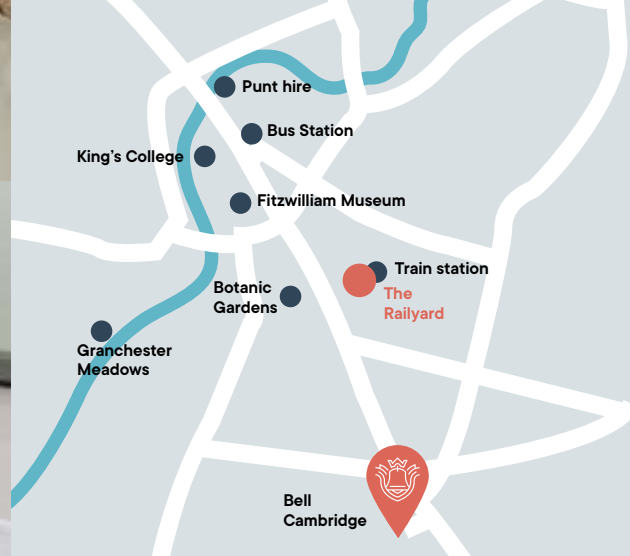 Punt hire
Bus Station
King's College
Fitzwilliam Museum
Train station
Botanic
Gardens
The
Railyard
Granchester
Meadows
Bell
Cambridge